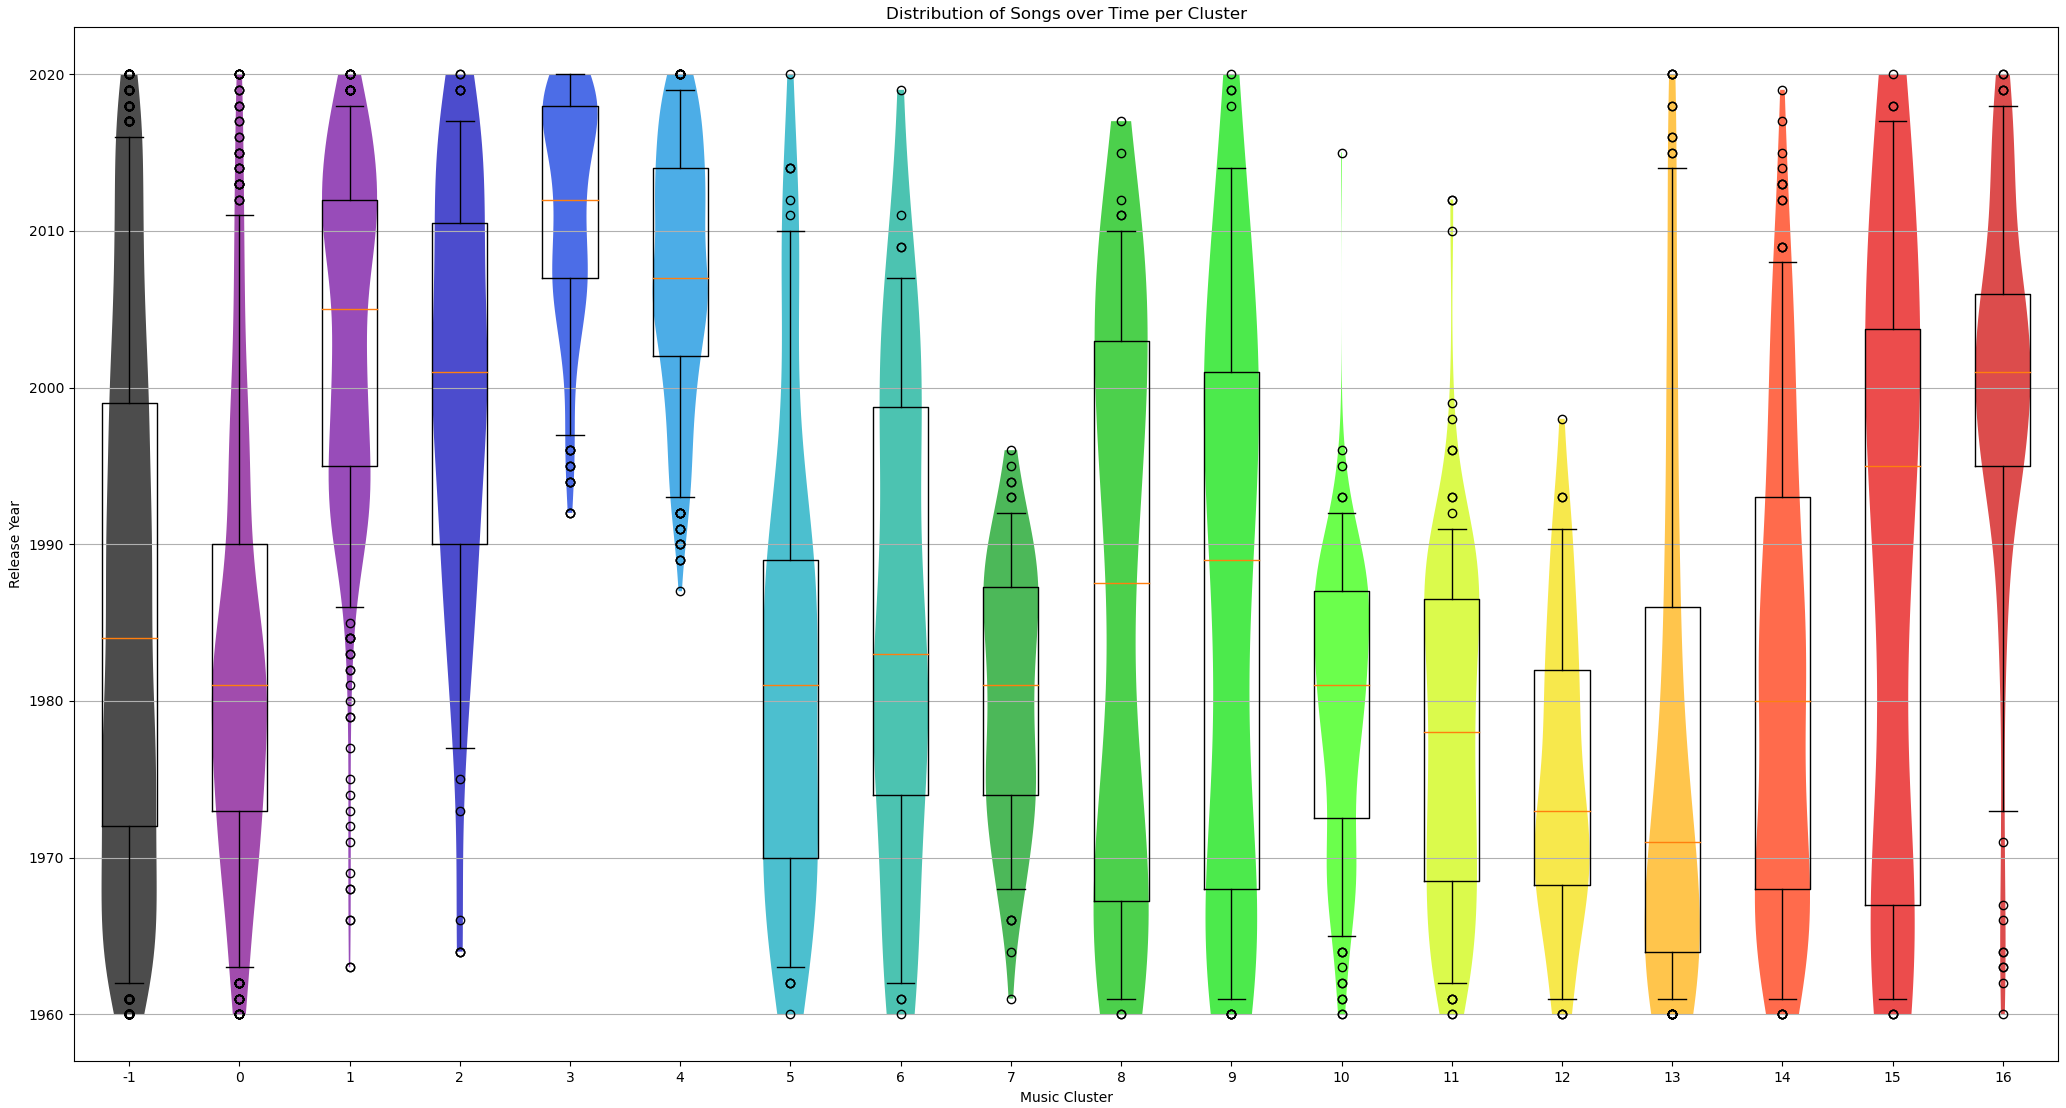 Distribution of Songs over Time per Cluster
Release Year
2020
2010
2000
1990
1980
1970
1960
-1 0 1 2 3 4 5 6 7 8 9 10 11 12 13 14 15 16
Music Cluster